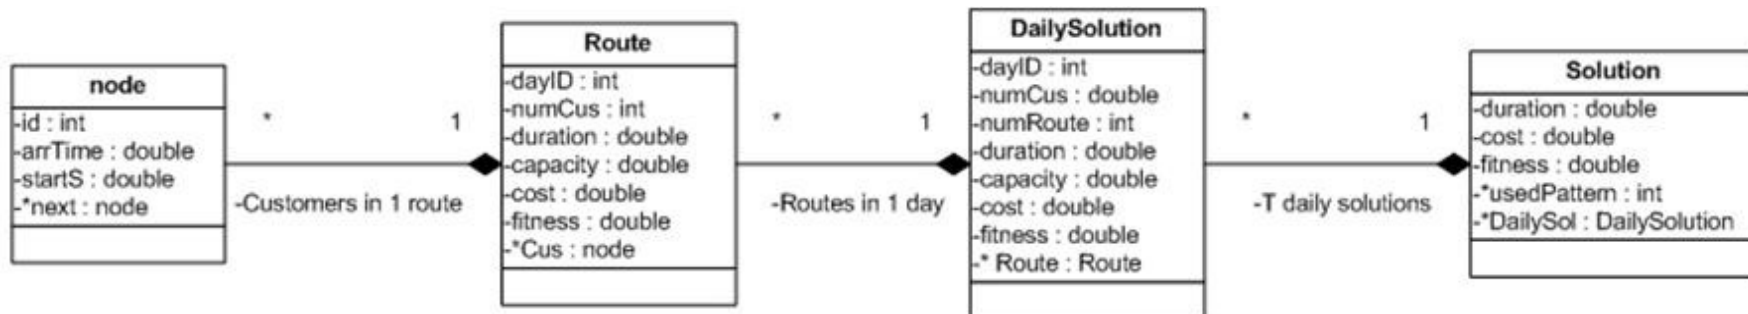 node
-id : int
-arrTime : double
-startS : double
-*next : node
* 1
-Customers in 1 route
Route
-dayID : int
-numCus : int
-duration : double
-capacity : double
-cost : double
-fitness : double
-*Cus : node
* 1
-Routes in 1 day
DailySolution
-dayID : int
-numCus : double
-numRoute : int
-duration : double
-capacity : double
-cost : double
-fitness : double
-* Route : Route
* 1
-T daily solutions
Solution
-duration : double
-cost : double
-fitness : double
-*usedPattern : int
-*DailySol : DailySolution